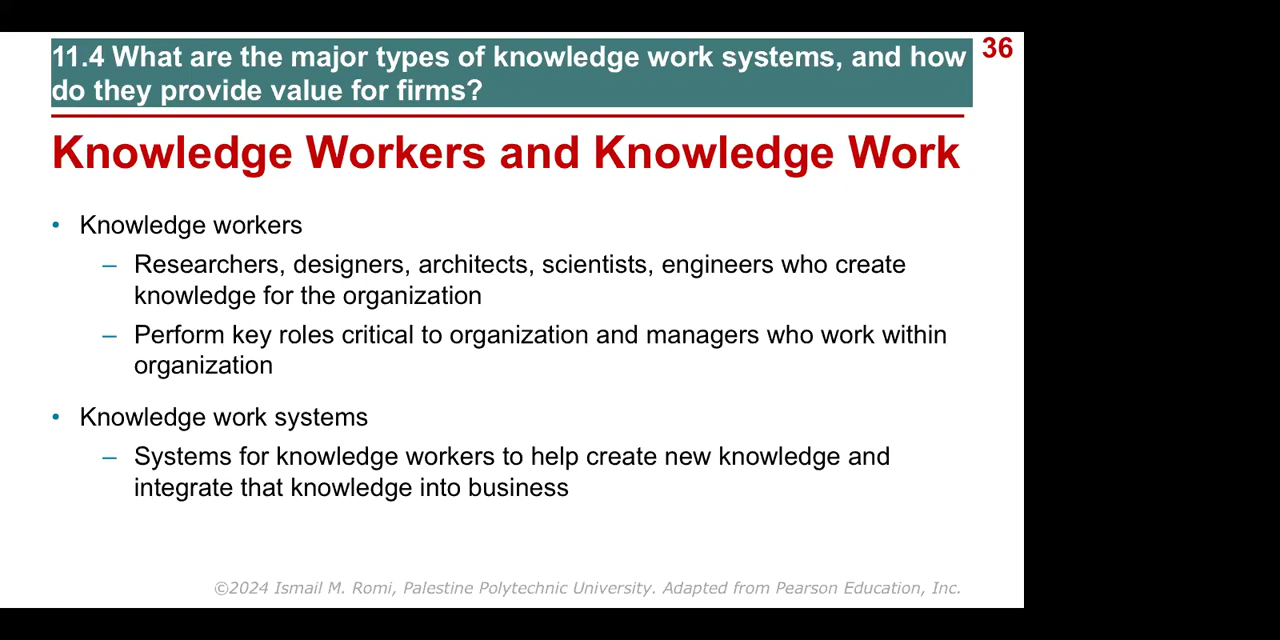 11.4 What are the major types of knowledge work systems, and how
do they provide value for firms?
36
Knowledge Workers and Knowledge Work
• Knowledge workers
– Researchers, designers, architects, scientists, engineers who create
knowledge for the organization
– Perform key roles critical to organization and managers who work within
organization
• Knowledge work systems
– Systems for knowledge workers to help create new knowledge and
integrate that knowledge into business
©2024 Ismail M. Romi, Palestine Polytechnic University. Adapted from Pearson Education, Inc.